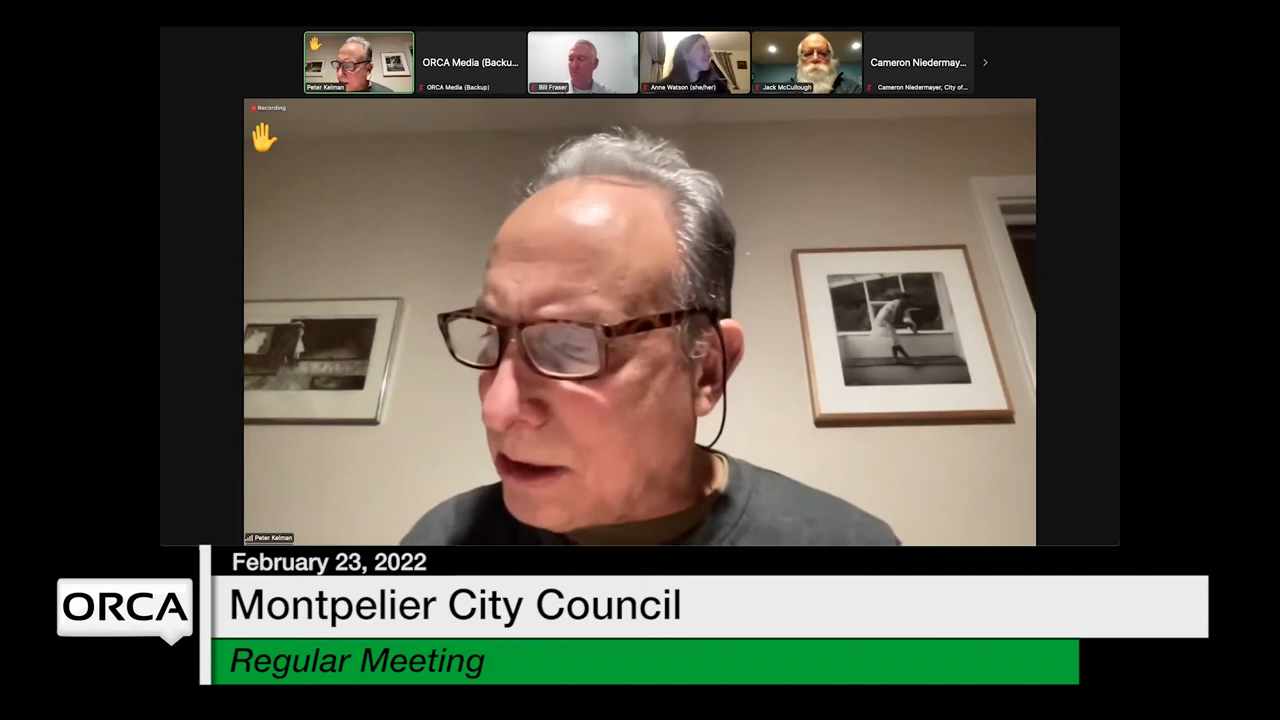 ORCA Media (Backu...
Cameron Niedermay...
Peter Kelman
ORCA Media (Backup)
Bill Fraser
Anne Watson (she/her)
Jack McCullough
Cameron Niedermayer, City of...
Recording
Peter Kelman
February 23, 2022
ORCA
Montpelier City Council
Regular Meeting